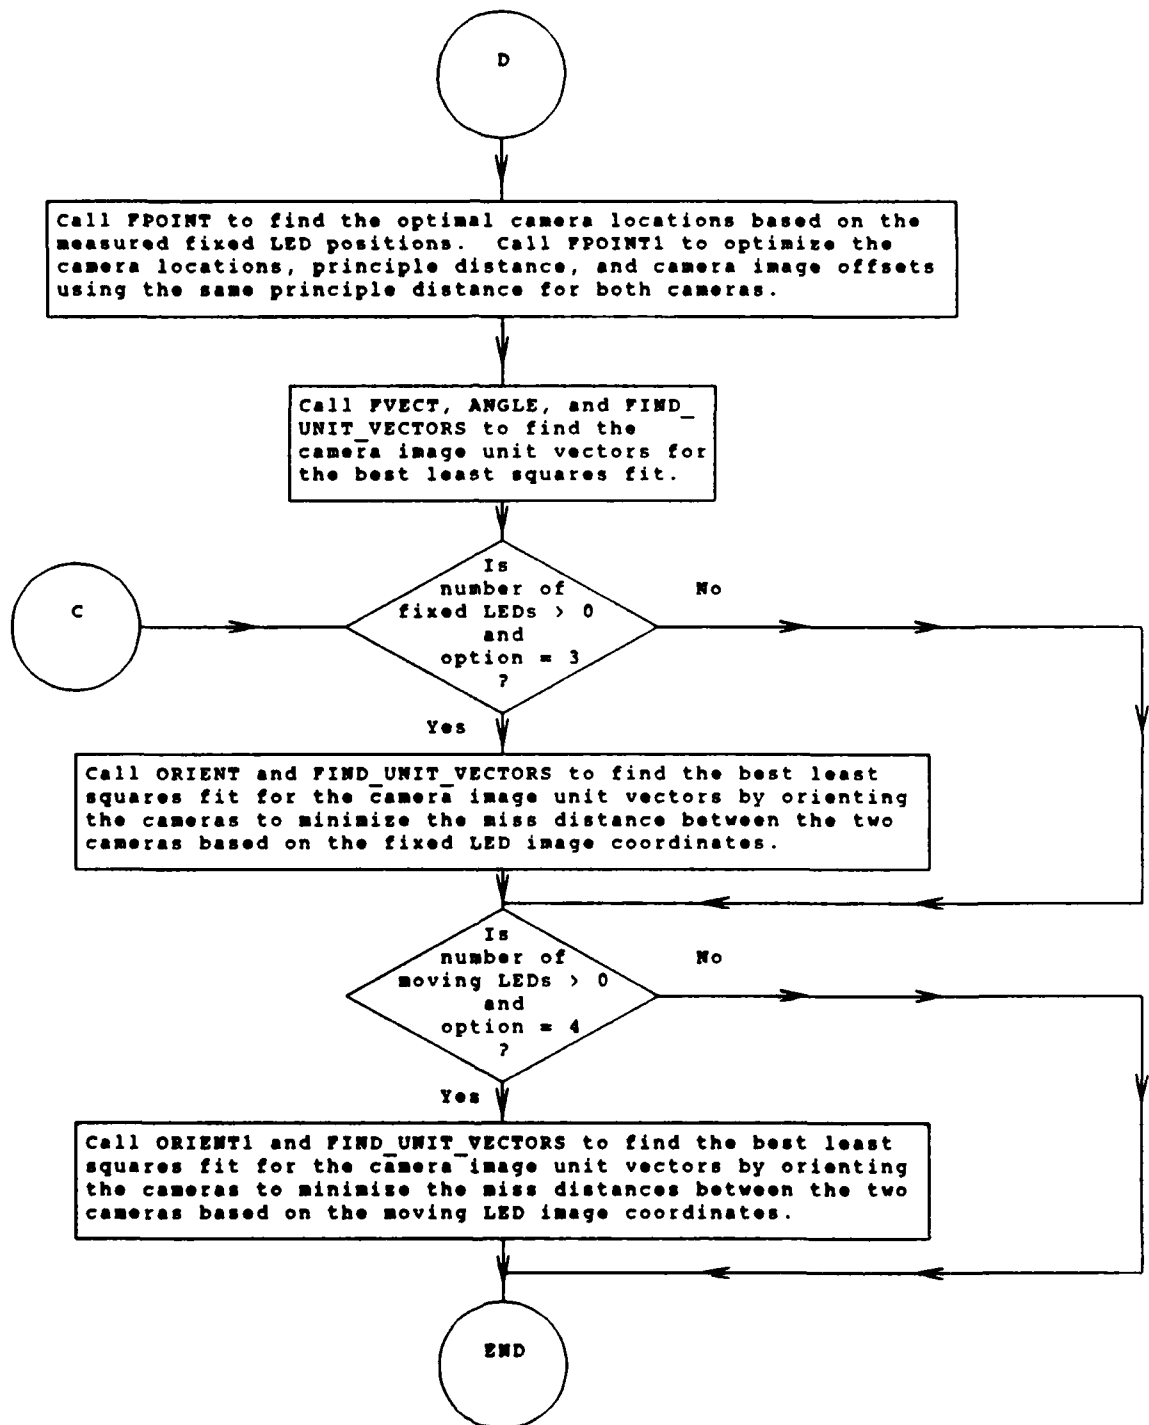 D
Call FPOINT to find the optimal camera locations based on the
measured fixed LED positions.  Call FPOINT1 to optimize the
camera locations, principle distance, and camera image offsets
using the same principle distance for both cameras.
Call FVECT, ANGLE, and FIND_
UNIT_VECTORS to find the
camera image unit vectors for
the best least squares fit.
C
Is
number of
fixed LEDs > 0
and
option = 3
?
No
Yes
Call ORIENT and FIND_UNIT_VECTORS to find the best least
squares fit for the camera image unit vectors by orienting
the cameras to minimize the miss distance between the two
cameras based on the fixed LED image coordinates.
Is
number of
moving LEDs > 0
and
option = 4
?
No
Yes
Call ORIENT1 and FIND_UNIT_VECTORS to find the best least
squares fit for the camera image unit vectors by orienting
the cameras to minimize the miss distances between the two
cameras based on the moving LED image coordinates.
END